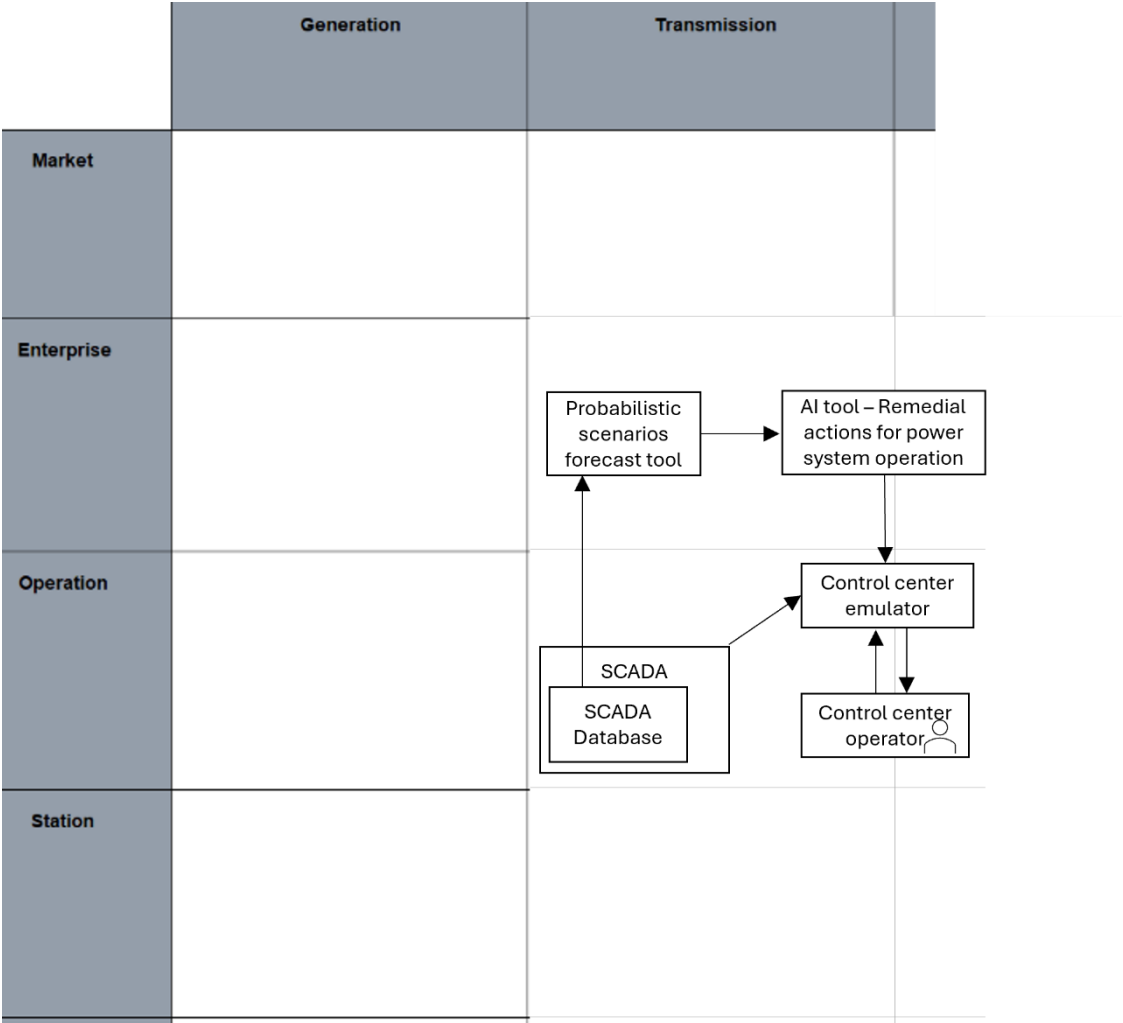 Generation
Transmission
Market
Enterprise
Probabilistic
scenarios
forecast tool
AI tool – Remedial
actions for power
system operation
Operation
Control center
emulator
SCADA
SCADA
Database
Control center
operator
Station